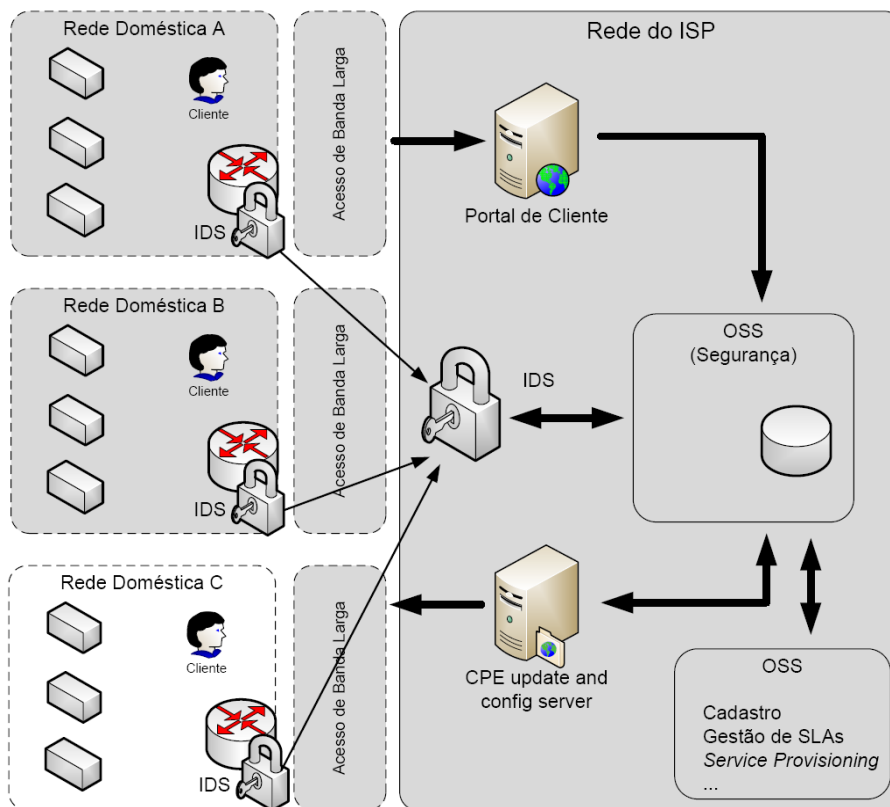 Rede Doméstica A
Cliente
IDS
Acesso de Banda Larga
Rede Doméstica B
Cliente
IDS
Acesso de Banda Larga
Rede Doméstica C
Cliente
IDS
Acesso de Banda Larga
Rede do ISP
Portal de Cliente
IDS
OSS
(Segurança)
CPE update and
config server
OSS
Cadastro
Gestão de SLAs
Service Provisioning
...